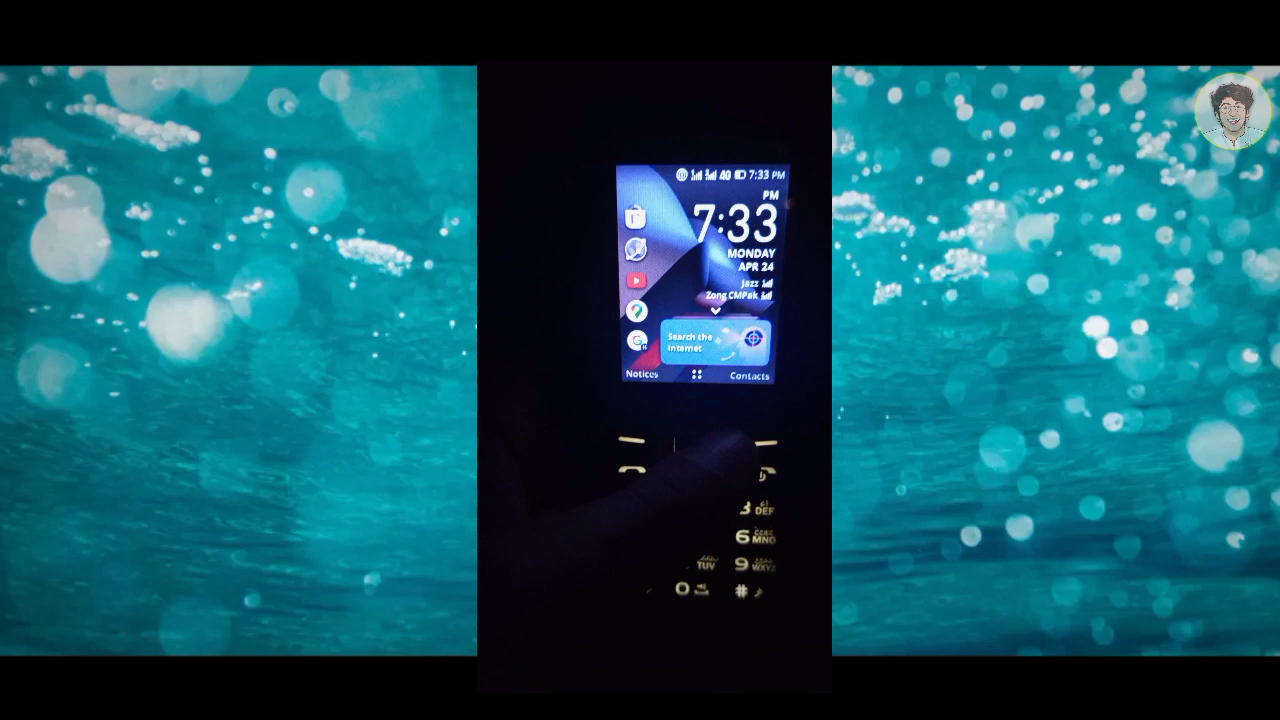 4G 7:33 PM
PM
7:33
MONDAY
APR 24
Jazz
Zong CMPak
Search the
Internet
Notices
Contacts
3 DEF
6 MNO
TUV 9 WXYZ
0 #